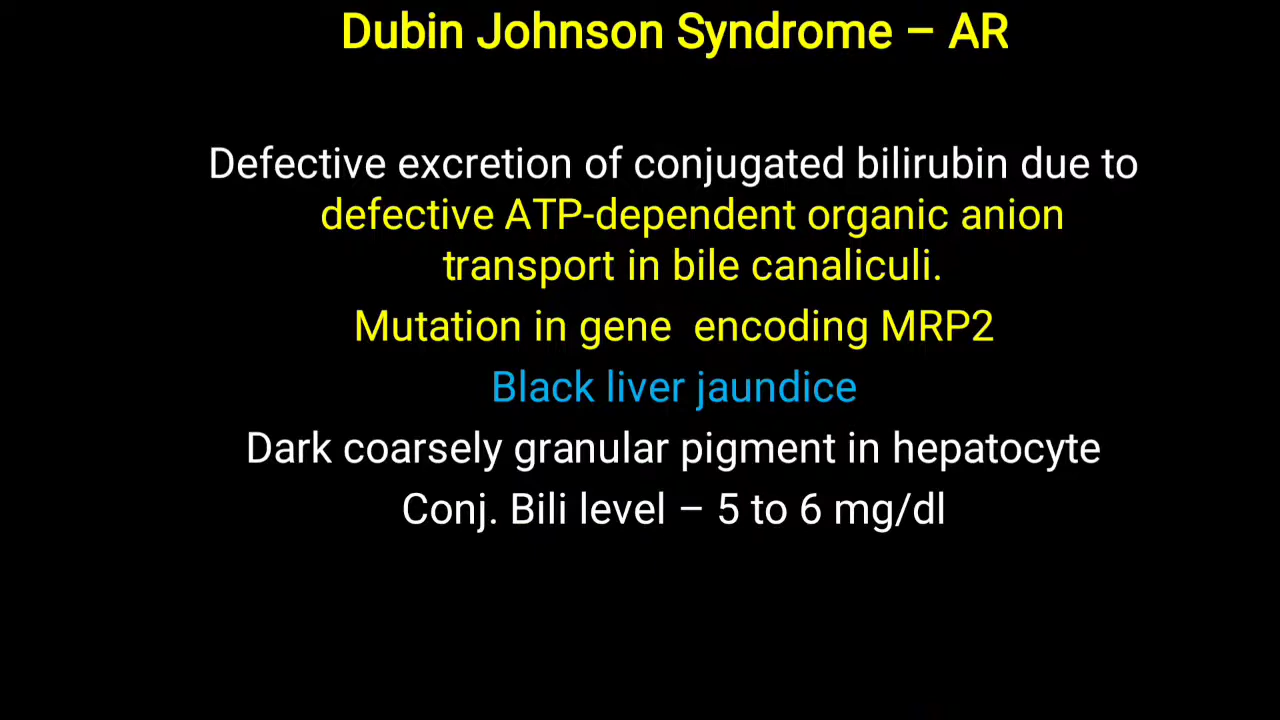 Dubin Johnson Syndrome – AR
Defective excretion of conjugated bilirubin due to
defective ATP-dependent organic anion
transport in bile canaliculi.
Mutation in gene  encoding MRP2
Black liver jaundice
Dark coarsely granular pigment in hepatocyte
Conj. Bili level – 5 to 6 mg/dl